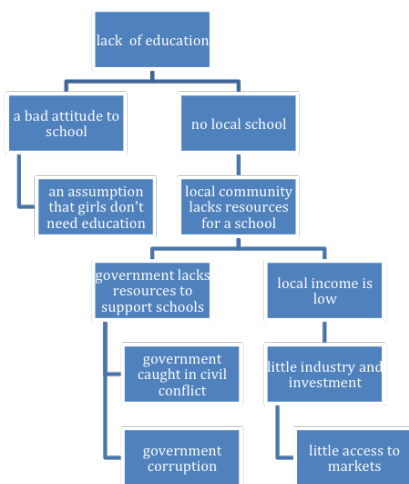 lack of education
a bad attitude to
school
no local school
an assumption
that girls don't
need education
local community
lacks resources
for a school
government lacks
resources to
support schools
local income is
low
government
caught in civil
conflict
little industry and
investment
government
corruption
little access to
markets